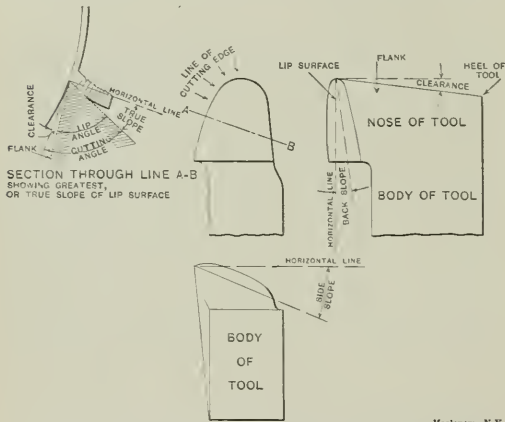 LINE OF
CUTTING EDGE
HORIZONTAL LINE
A
B
TRUE
SLOPE
CLEARANCE
FLANK
LIP
ANGLE
CUTTING
ANGLE
SECTION THROUGH LINE A-B
SHOWING GREATEST,
OR TRUE SLOPE OF LIP SURFACE
LIP SURFACE
FLANK
HEEL OF
TOOL
CLEARANCE
NOSE OF TOOL
BODY OF TOOL
HORIZONTAL LINE
BACK SLOPE
HORIZONTAL LINE
SIDE
SLOPE
BODY
OF
TOOL